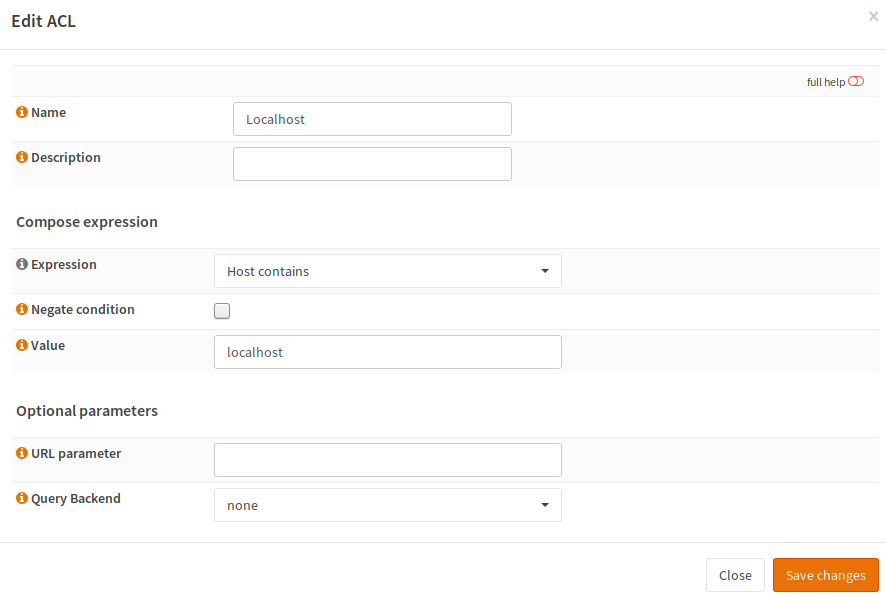 Edit ACL
×
full help
Name
Localhost
Description
Compose expression
Expression
Host contains
Negate condition
Value
localhost
Optional parameters
URL parameter
Query Backend
none
Close
Save changes